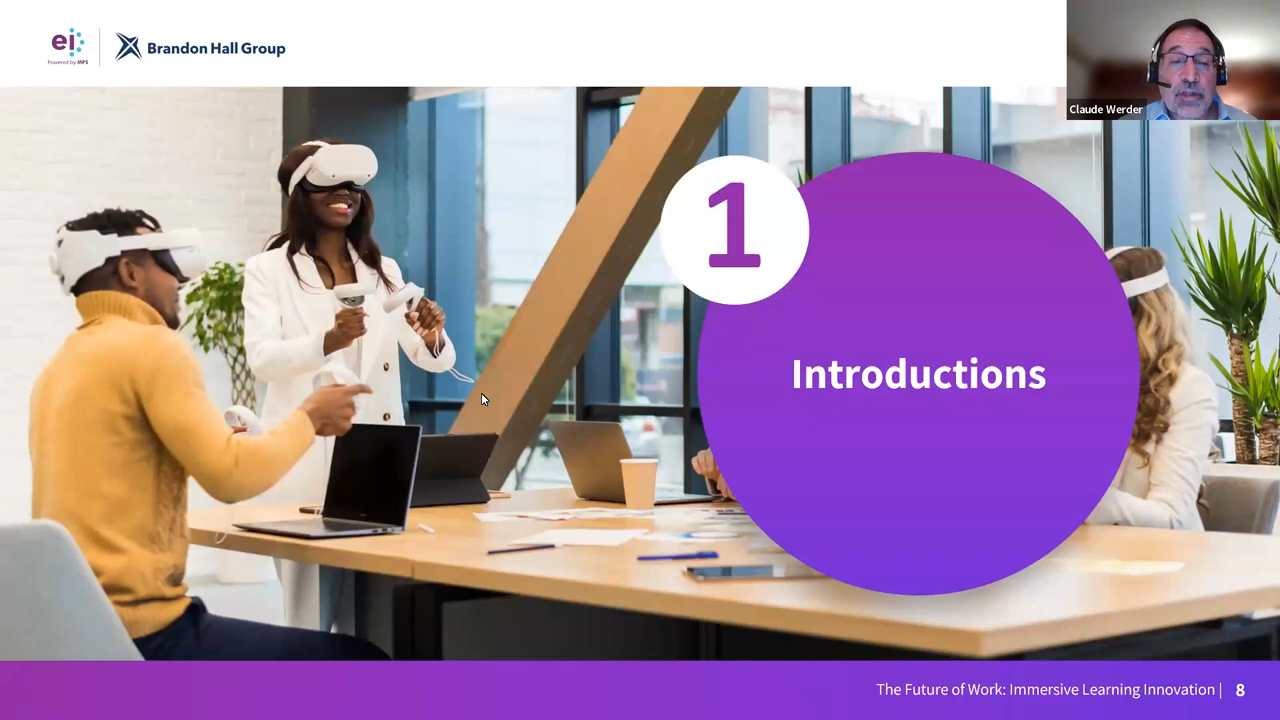 ei
Powered by MPS
Brandon Hall Group
Claude Werder
1
Introductions
The Future of Work: Immersive Learning Innovation | 8